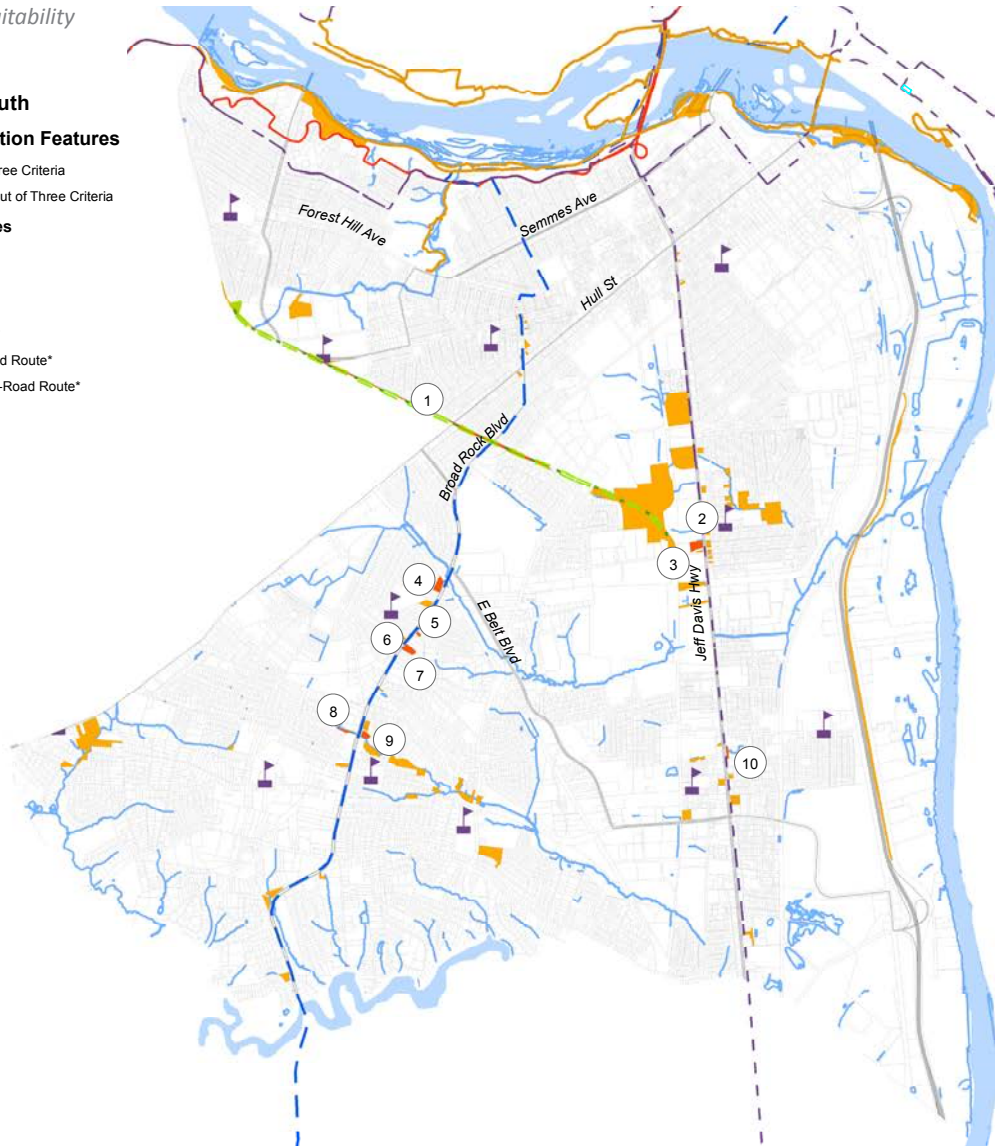 itability
uth
tion Features
ree Criteria
ut of Three Criteria
es
d Route*
-Road Route*
Forest Hill Ave
Semmes Ave
Hull St
1
Broad Rock Blvd
2
3
4
Jeff Davis Hwy
E Belt Blvd
5
6
7
8
9
10